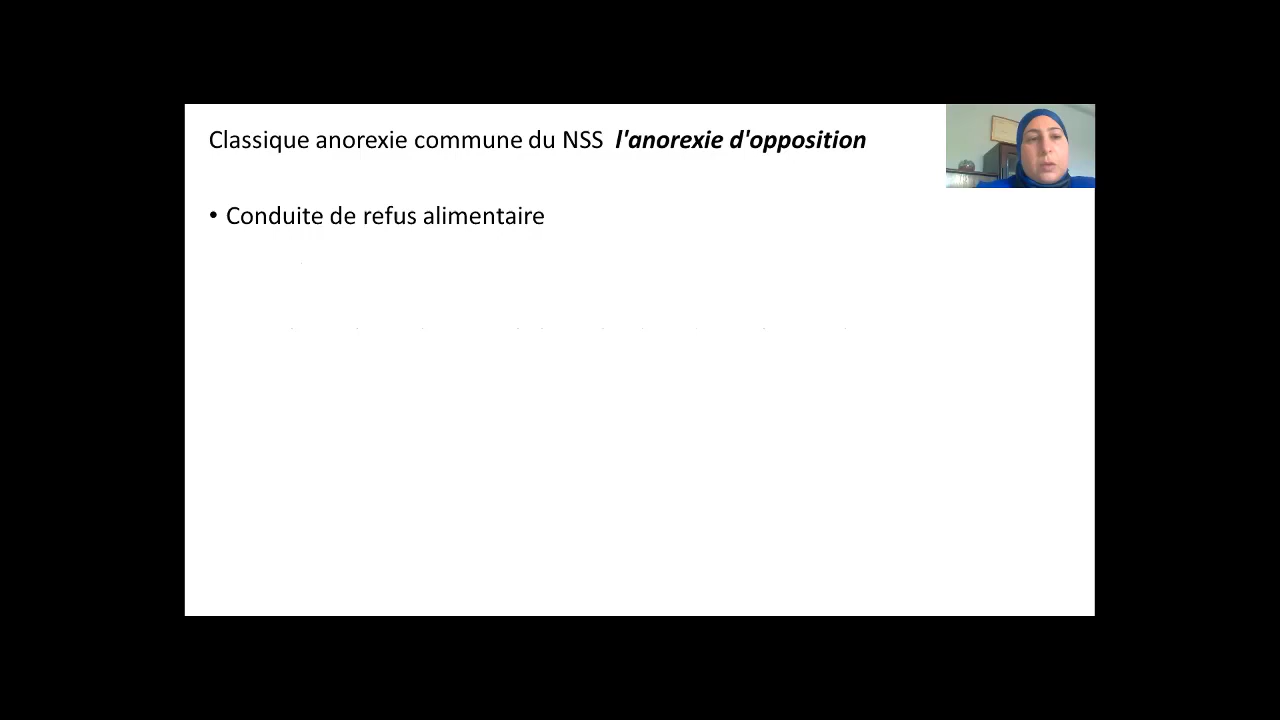 Classique anorexie commune du NSS l'anorexie d'opposition
• Conduite de refus alimentaire